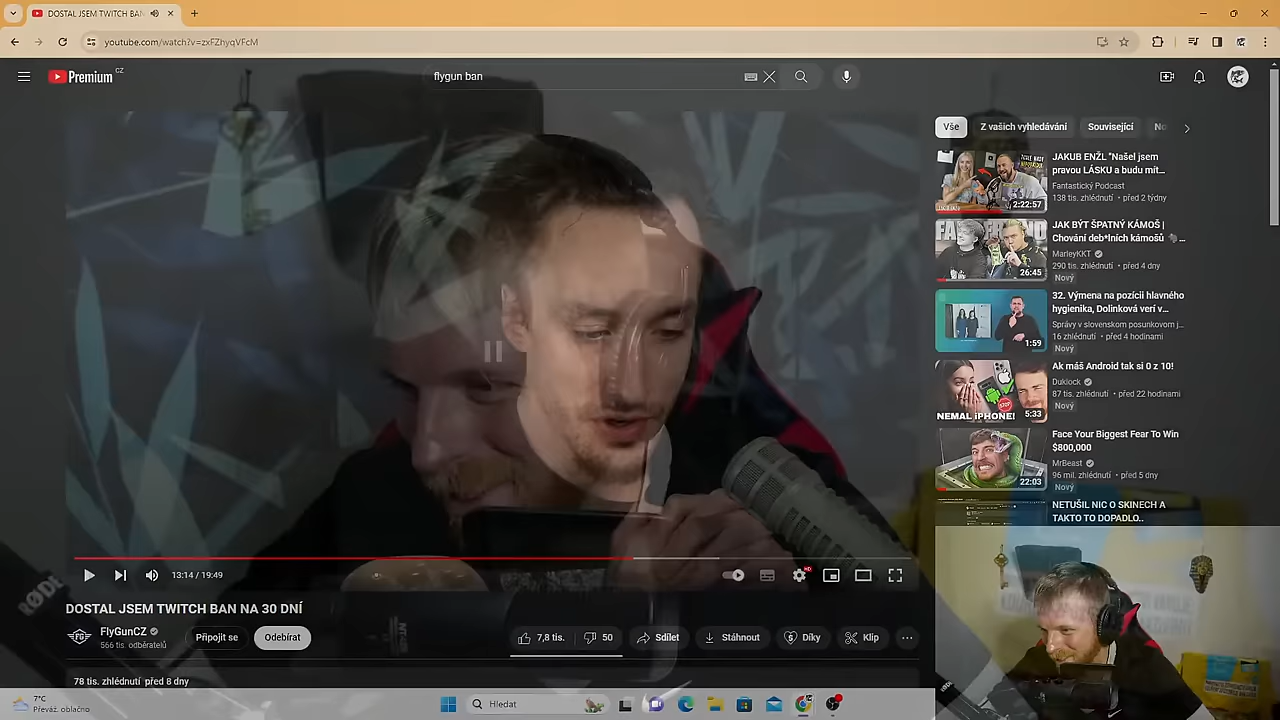 DOSTAL JSEM TWITCH BAN
youtube.com/watch?v=zxFZhyqVFcM
Premium CZ
flygun ban
Vše
Z vašich vyhledávání
Související
JAKUB ENŽL "Našel jsem
pravou LÁSKU a budu mít...
Fantastický Podcast
138 tis. zhlédnutí • před 2 týdny
2:22:57
JAK BÝT ŠPATNÝ KÁMOŠ |
Chování deb*lních kámošů
MarleyKKT
290 tis. zhlédnutí • před 4 dny
Nový
26:45
32. Výmena na pozícii hlavného
hygienika, Dolinková verí v...
Správy v slovenskom posunkovom j...
16 zhlédnutí • před 4 hodinami
Nový
1:59
Ak máš Android tak si 0 z 10!
Duklock
87 tis. zhlédnutí • před 22 hodinami
Nový
NEMAL iPHONE!
5:33
Face Your Biggest Fear To Win
$800,000
MrBeast
96 mil. zhlédnutí • před 5 dny
Nový
22:03
NETUŠIL NIC O SKINECH A
TAKTO TO DOPADLO..
13:14 / 19:49
HD
RØDE
DOSTAL JSEM TWITCH BAN NA 30 DNÍ
FG
FlyGunCZ
566 tis. odběratelů
Připojit se
Odebírat
7,8 tis.
50
Sdílet
Stáhnout
Díky
Klip
78 tis. zhlédnutí před 8 dny
7°C
Převáž. oblačno
Hledat